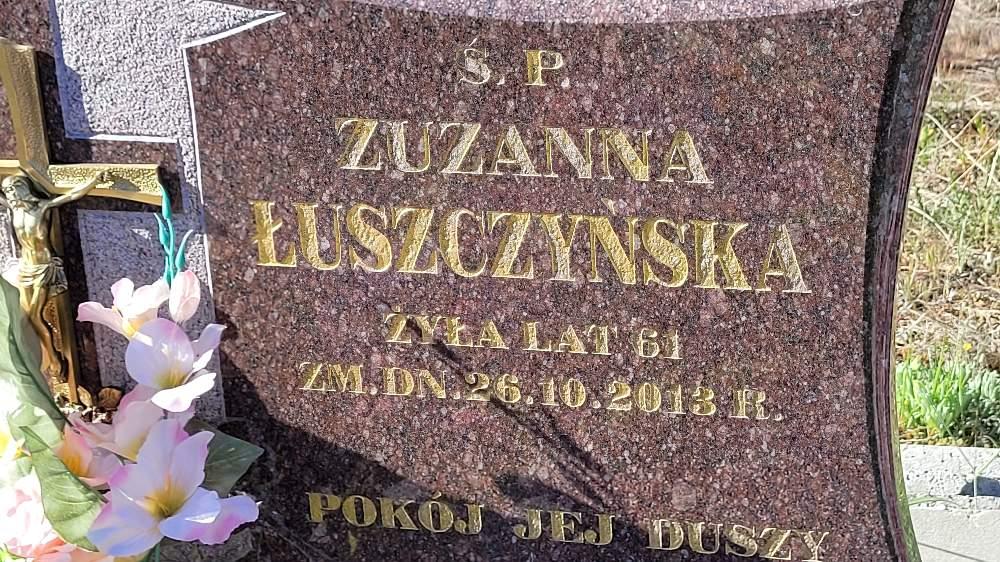 Ś. P.
ZUZANNA
ŁUSZCZYŃSKA
ŻYŁA LAT 61
ZM. DN. 26.10.2013 R.
POKÓJ JEJ DUSZY